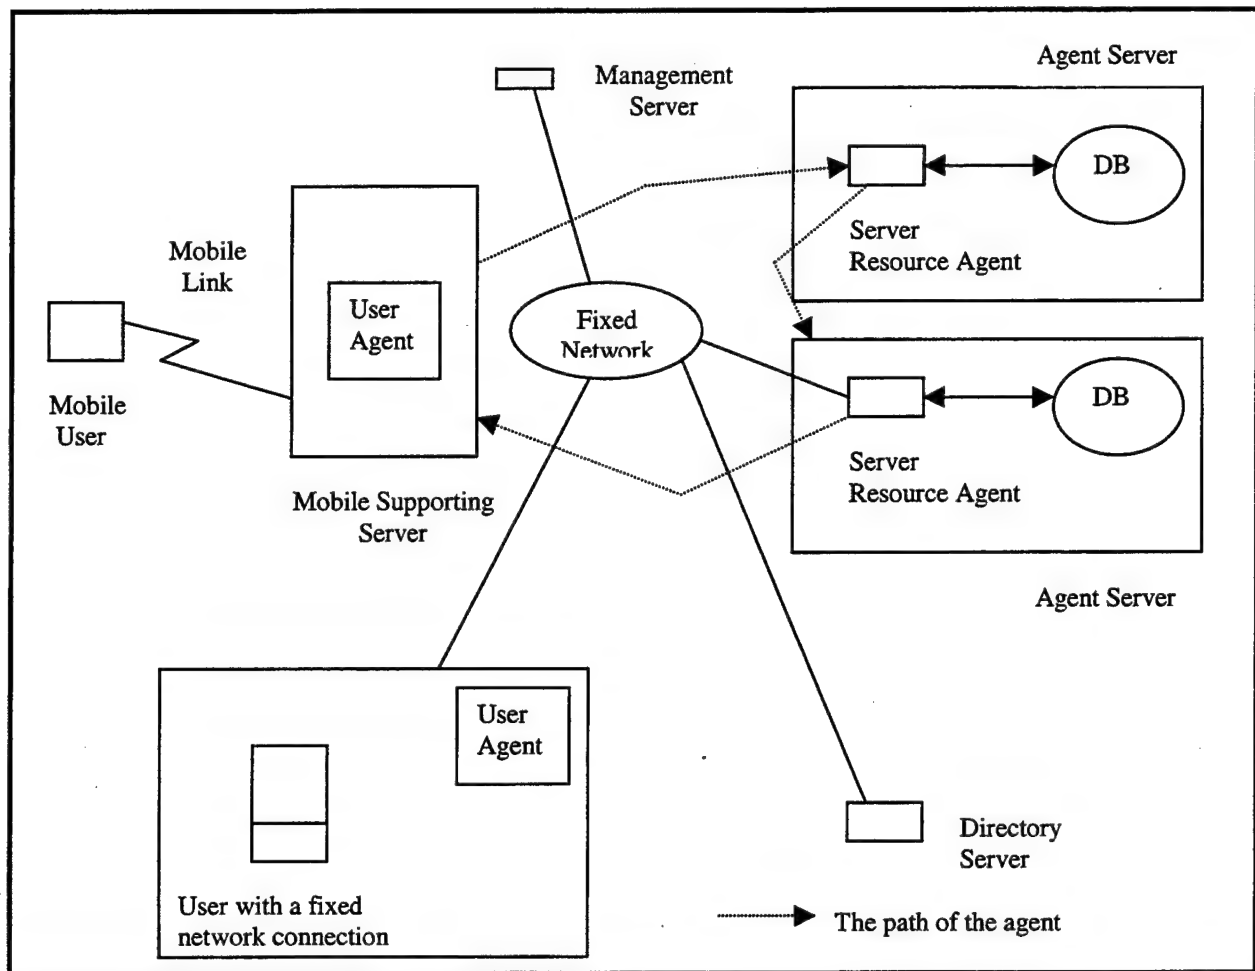 Agent Server
Management
Server
DB
Server
Resource Agent
Mobile
Link
User
Agent
Fixed
Network
Mobile
User
DB
Server
Resource Agent
Mobile Supporting
Server
Agent Server
User
Agent
Directory
Server
User with a fixed
network connection
The path of the agent